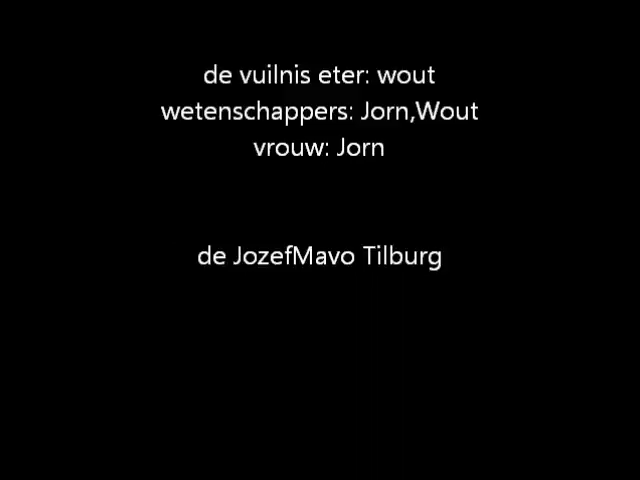 de vuilnis eter: wout
wetenschappers: Jorn,Wout
vrouw: Jorn
de JozefMavo Tilburg